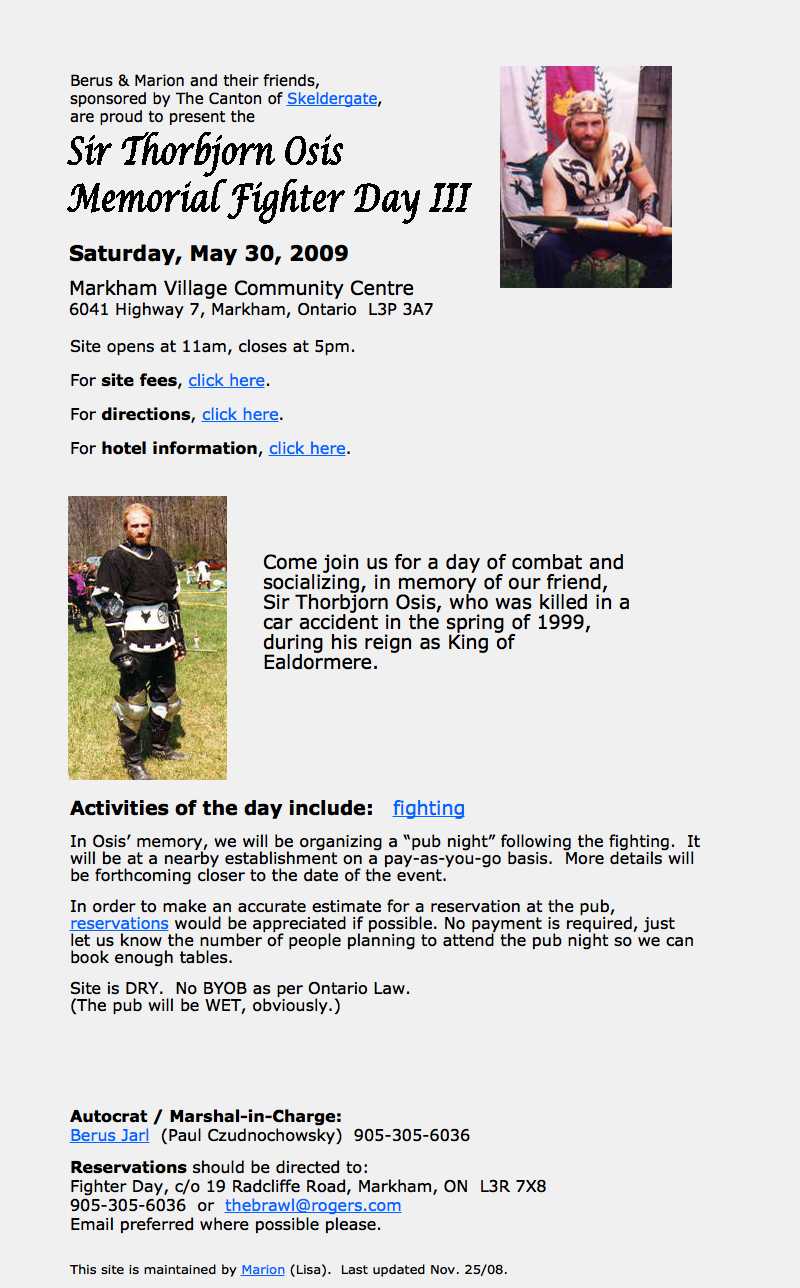 Berus & Marion and their friends,
sponsored by The Canton of Skeldergate,
are proud to present the
Sir Thorbjorn Osis
Memorial Fighter Day III
Saturday, May 30, 2009
Markham Village Community Centre
6041 Highway 7, Markham, Ontario  L3P 3A7
Site opens at 11am, closes at 5pm.
For site fees, click here.
For directions, click here.
For hotel information, click here.
Come join us for a day of combat and
socializing, in memory of our friend,
Sir Thorbjorn Osis, who was killed in a
car accident in the spring of 1999,
during his reign as King of
Ealdormere.
Activities of the day include:   fighting
In Osis’ memory, we will be organizing a “pub night” following the fighting.  It
will be at a nearby establishment on a pay-as-you-go basis.  More details will
be forthcoming closer to the date of the event.
In order to make an accurate estimate for a reservation at the pub,
reservations would be appreciated if possible. No payment is required, just
let us know the number of people planning to attend the pub night so we can
book enough tables.
Site is DRY.  No BYOB as per Ontario Law.
(The pub will be WET, obviously.)
Autocrat / Marshal-in-Charge:
Berus Jarl  (Paul Czudnochowsky)  905-305-6036
Reservations should be directed to:
Fighter Day, c/o 19 Radcliffe Road, Markham, ON  L3R 7X8
905-305-6036  or  thebrawl@rogers.com
Email preferred where possible please.
This site is maintained by Marion (Lisa).  Last updated Nov. 25/08.